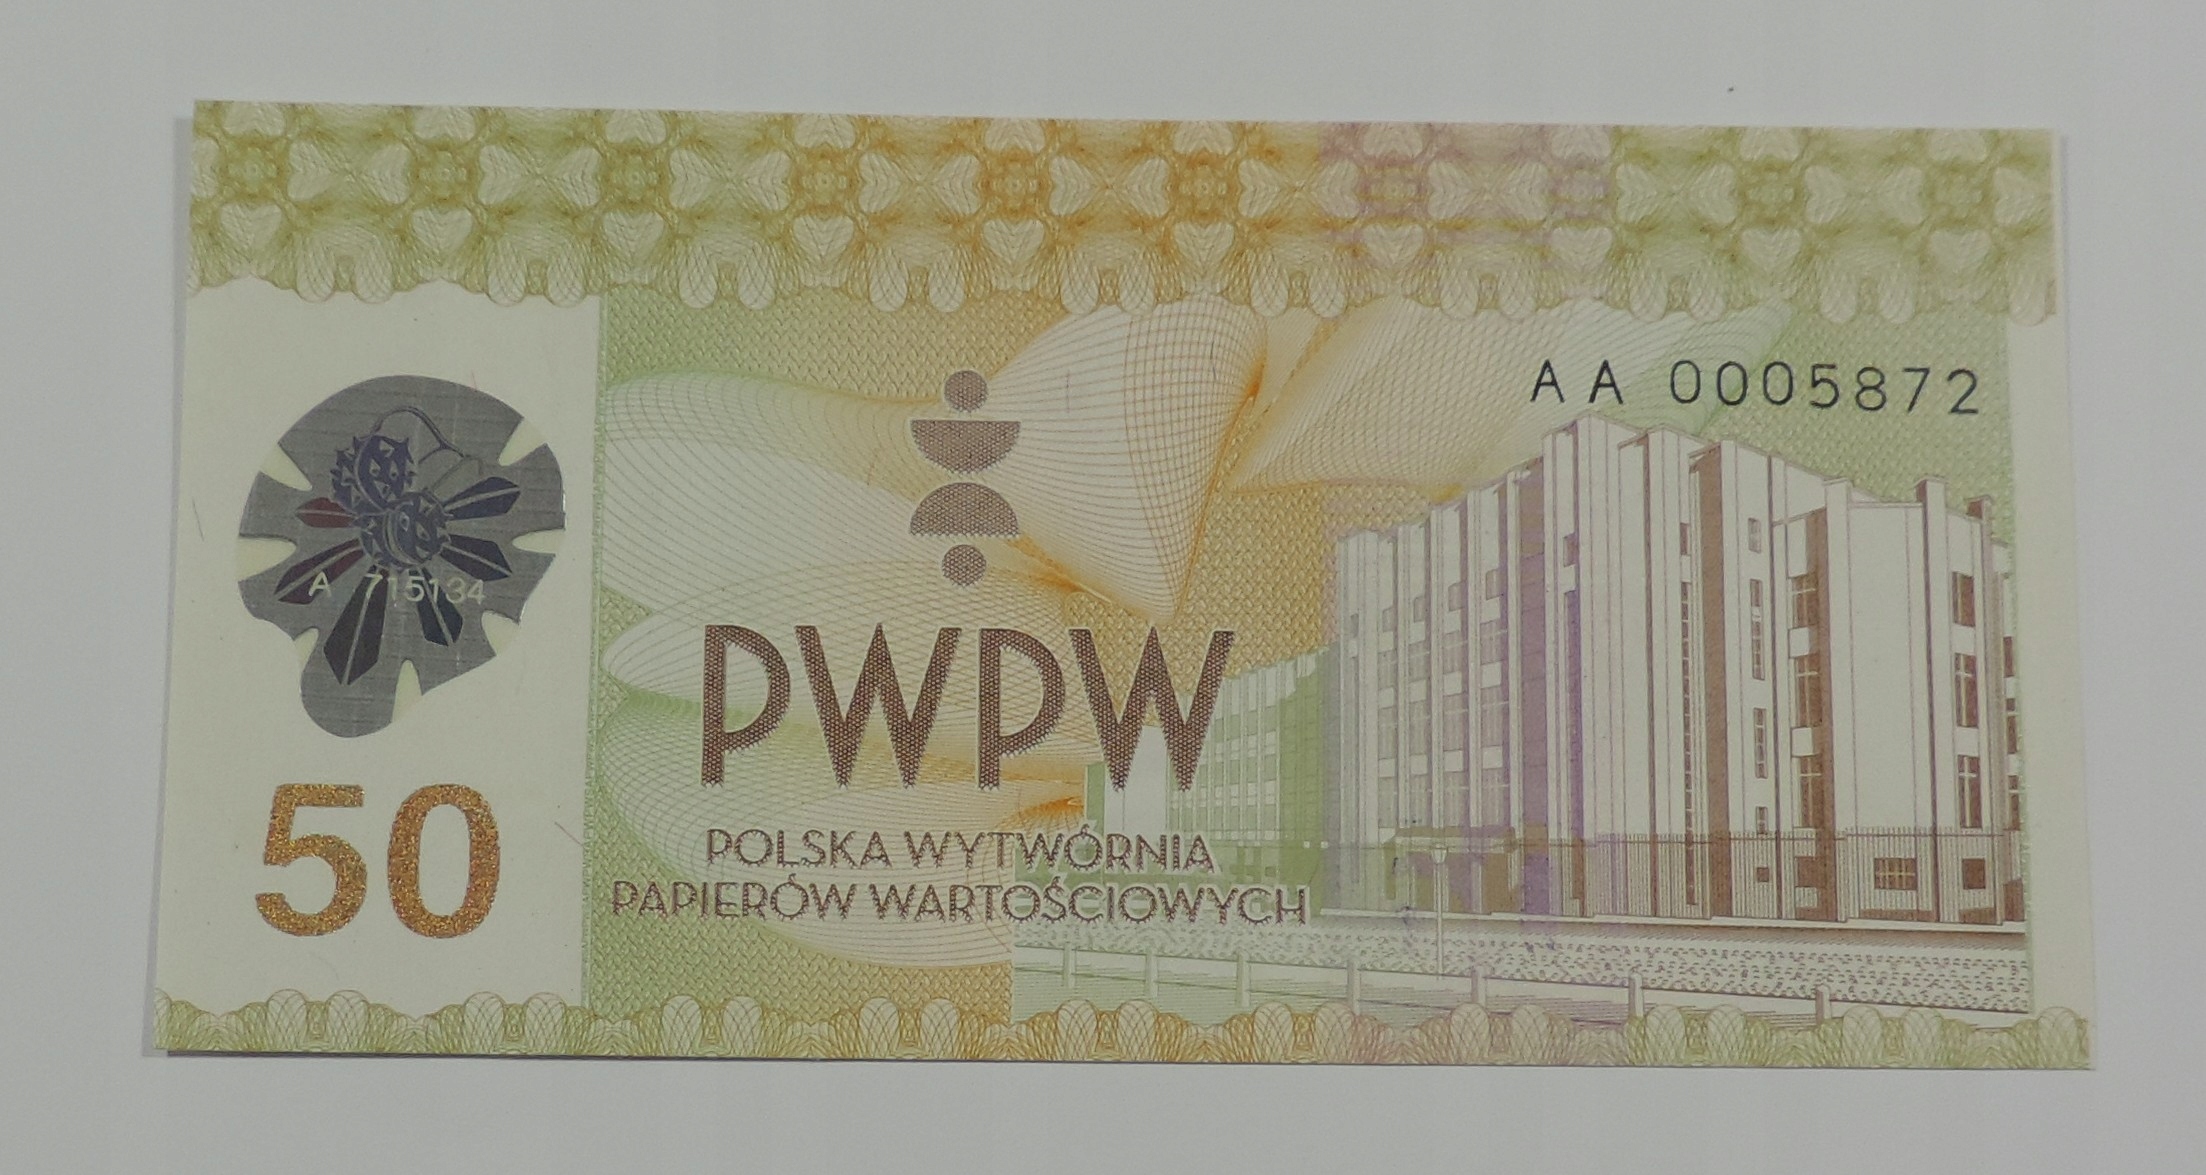 AA 0005872
A 715134
50
PWPW
POLSKA WYTWÓRNIA
PAPIERÓW WARTOŚCIOWYCH